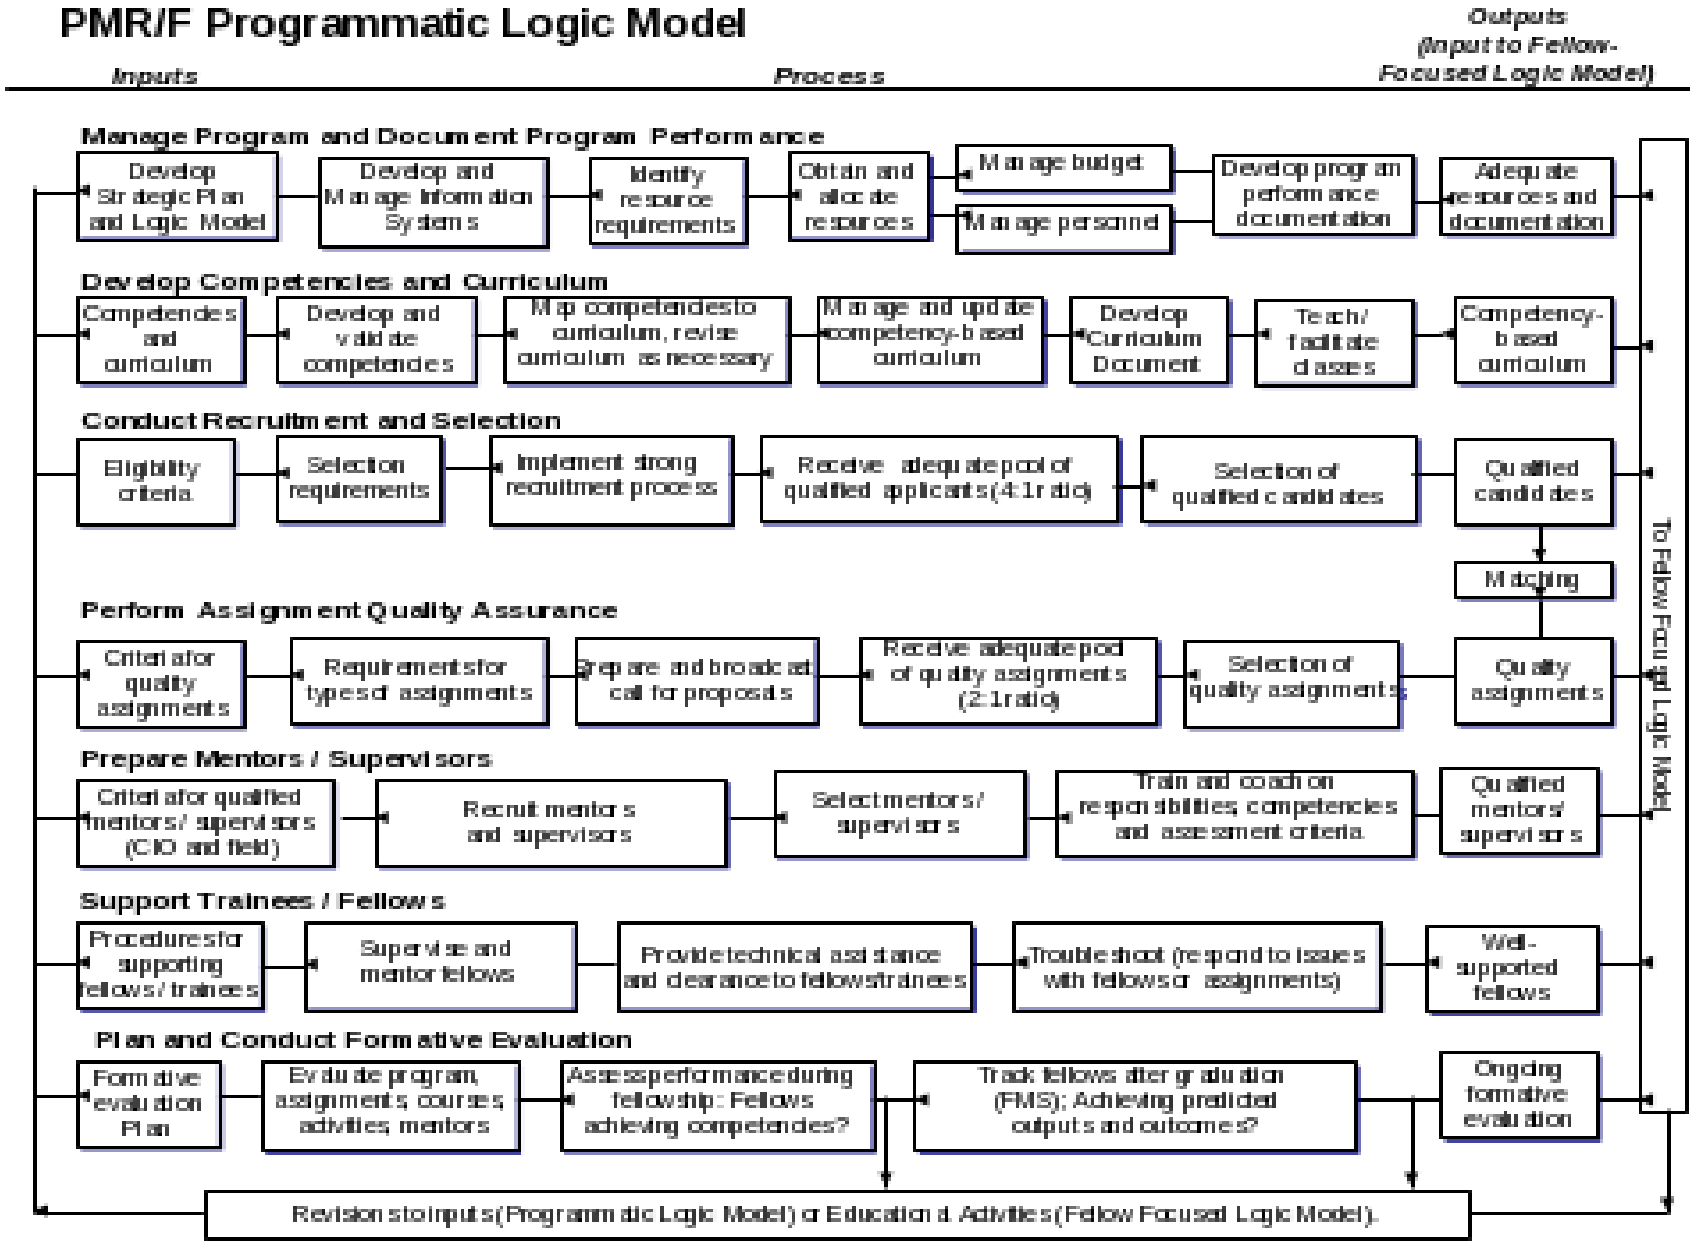 PMR/F Programmatic Logic Model
Outputs
(Input to Fellow-
Focused Logic Model)
Inputs
Process
Manage Program and Document Program Performance
Develop
Strategic Plan
and Logic Model
Develop and
Manage Information
Systems
Identify
resource
requirements
Obtain and
allocate
resources
Manage budget
Manage personnel
Develop program
performance
documentation
Adequate
resources and
documentation
Develop Competencies and Curriculum
Competencies
and
curriculum
Develop and
validate
competencies
Map competencies to
curriculum, revise
curriculum as necessary
Manage and update
competency-based
curriculum
Develop
Curriculum
Document
Teach/
facilitate
classes
Competency-
based
curriculum
Conduct Recruitment and Selection
Eligibility
criteria
Selection
requirements
Implement strong
recruitment process
Receive adequate pool of
qualified applicants (4:1 ratio)
Selection of
qualified candidates
Qualified
candidates
Matching
Perform Assignment Quality Assurance
Criteria for
quality
assignments
Requirements for
types of assignments
Prepare and broadcast
call for proposals
Receive adequate pool
of quality assignments
(2:1 ratio)
Selection of
quality assignments
Quality
assignments
Prepare Mentors / Supervisors
Criteria for qualified
mentors / supervisors
(CIO and field)
Recruit mentors
and supervisors
Select mentors /
supervisors
Train and coach on
responsibilities, competencies
and assessment criteria
Qualified
mentors/
supervisors
Support Trainees / Fellows
Procedures for
supporting
fellows / trainees
Supervise and
mentor fellows
Provide technical assistance
and clearance to fellows/trainees
Troubleshoot (respond to issues
with fellows or assignments)
Well-
supported
fellows
Plan and Conduct Formative Evaluation
Formative
evaluation
Plan
Evaluate program,
assignments, courses,
activities, mentors
Assess performance during
fellowship: Fellows
achieving competencies?
Track fellows after graduation
(FMS); Achieving predicted
outputs and outcomes?
Ongoing
formative
evaluation
To Fellow Focused Logic Model
Revisions to inputs (Programmatic Logic Model) or Educational Activities (Fellow Focused Logic Model).